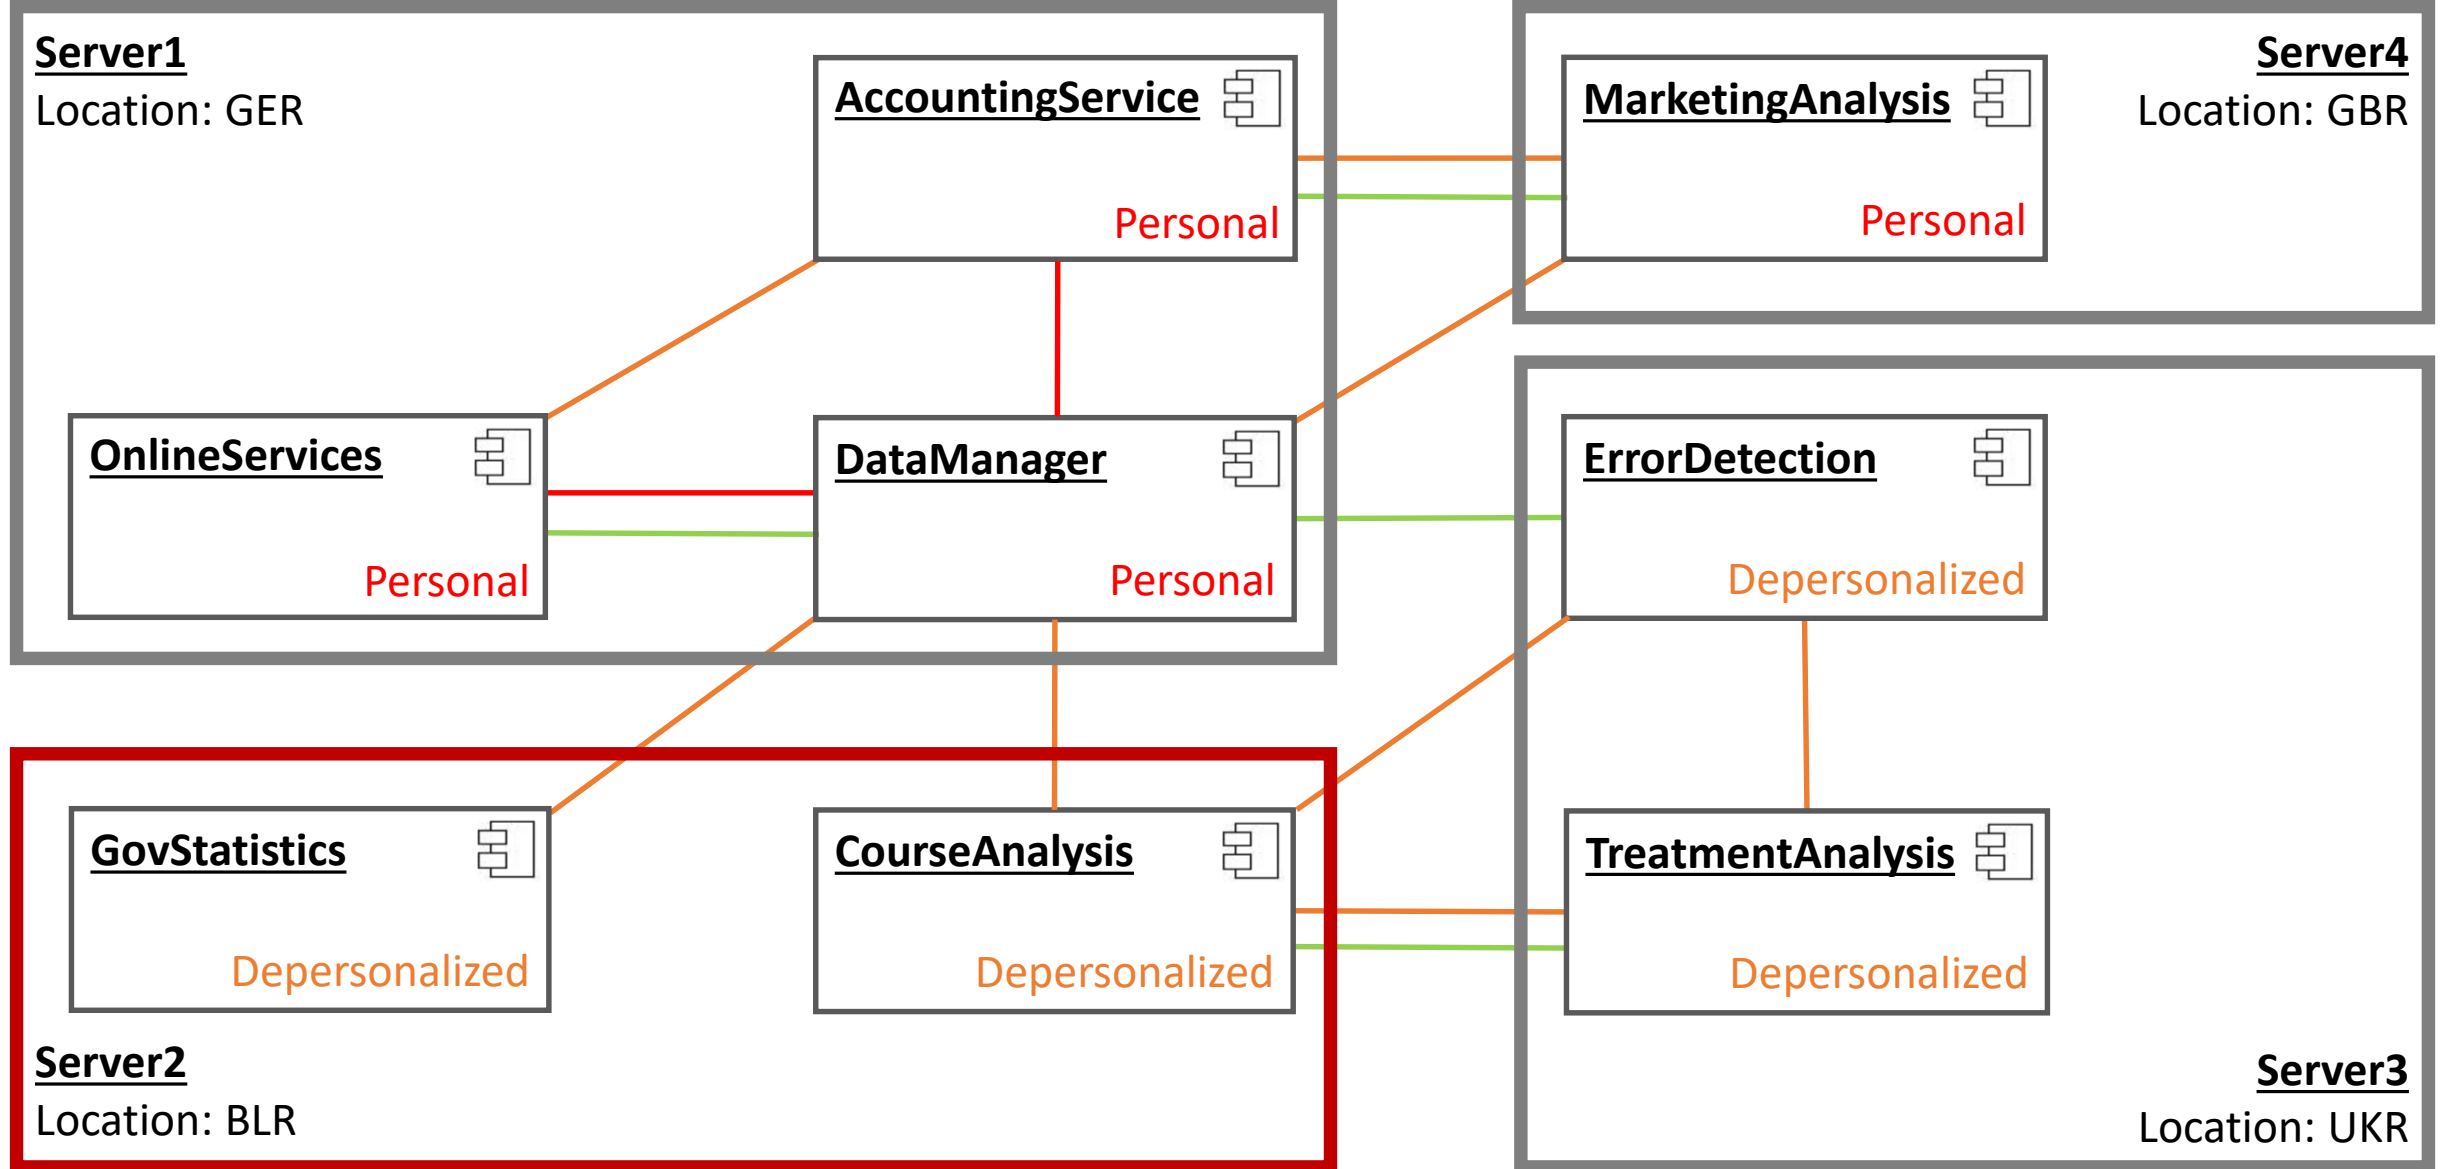 Server1
Location: GER
AccountingService
Personal
OnlineServices
Personal
DataManager
Personal
Server4
Location: GBR
MarketingAnalysis
Personal
ErrorDetection
Depersonalized
TreatmentAnalysis
Depersonalized
Server3
Location: UKR
GovStatistics
Depersonalized
CourseAnalysis
Depersonalized
Server2
Location: BLR